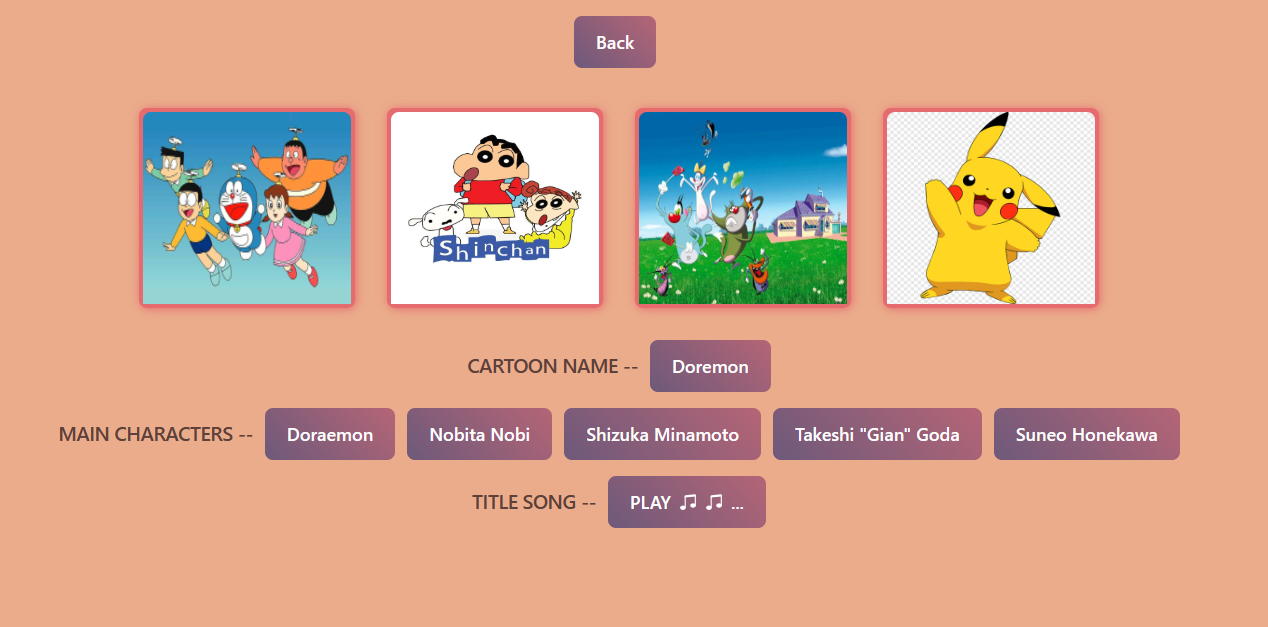 Back
Shinchan
CARTOON NAME -- Doremon
MAIN CHARACTERS -- Doraemon Nobita Nobi Shizuka Minamoto Takeshi "Gian" Goda Suneo Honekawa
TITLE SONG -- PLAY 🎵 🎵 ...